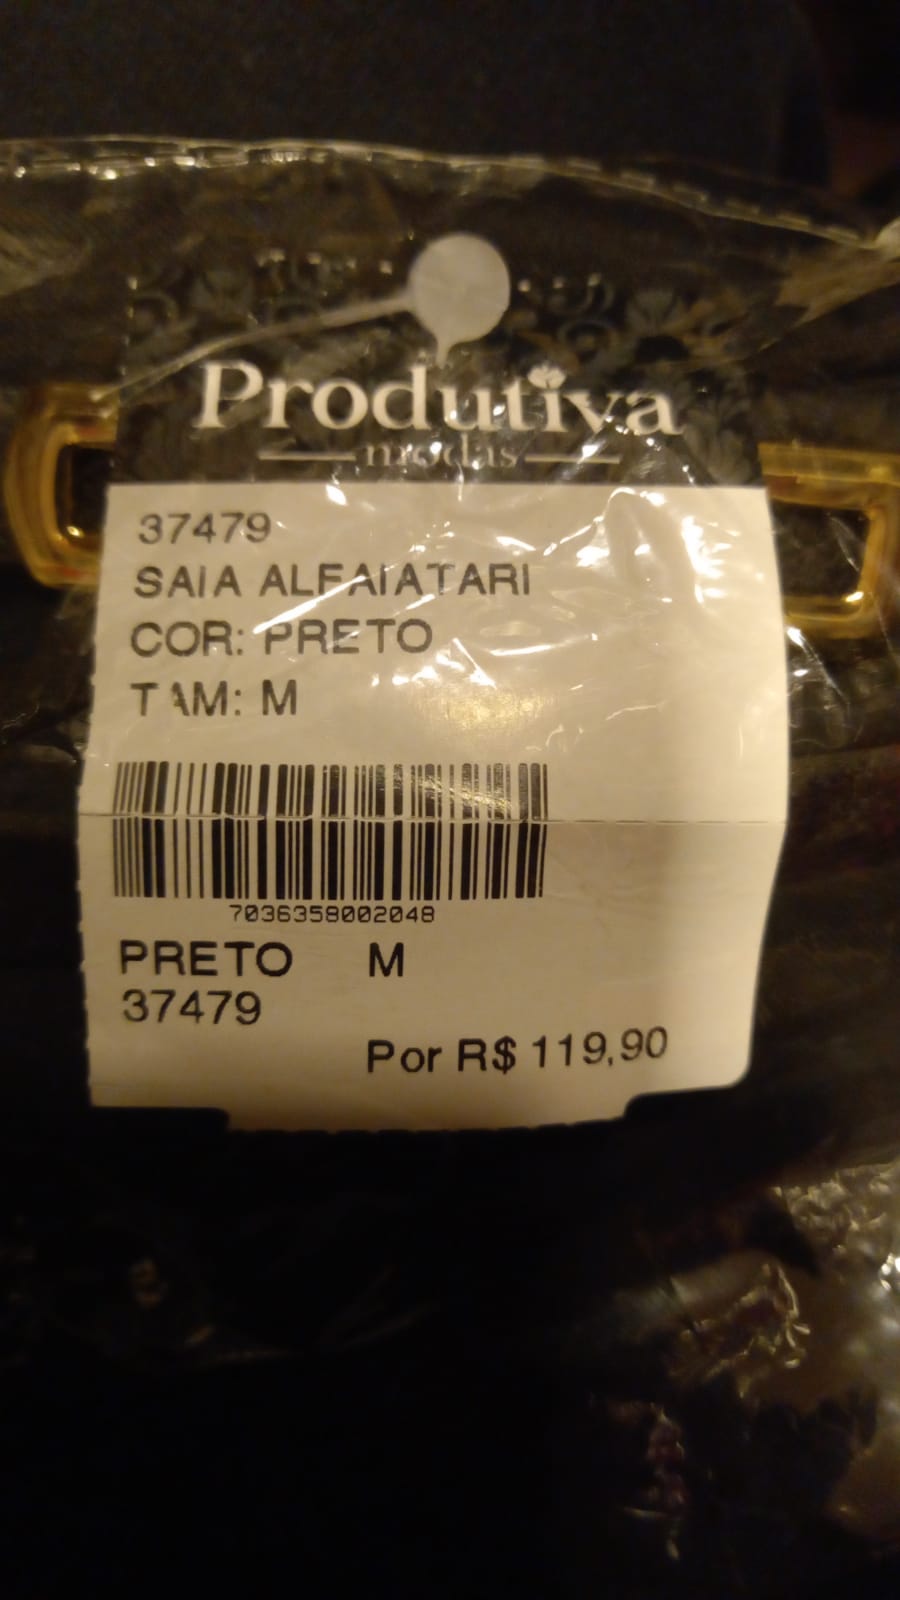 Produtiva
modas
37479
SAIA ALFAIATARI
COR: PRETO
TAM: M
7036358002048
PRETO M
37479
Por R$ 119,90